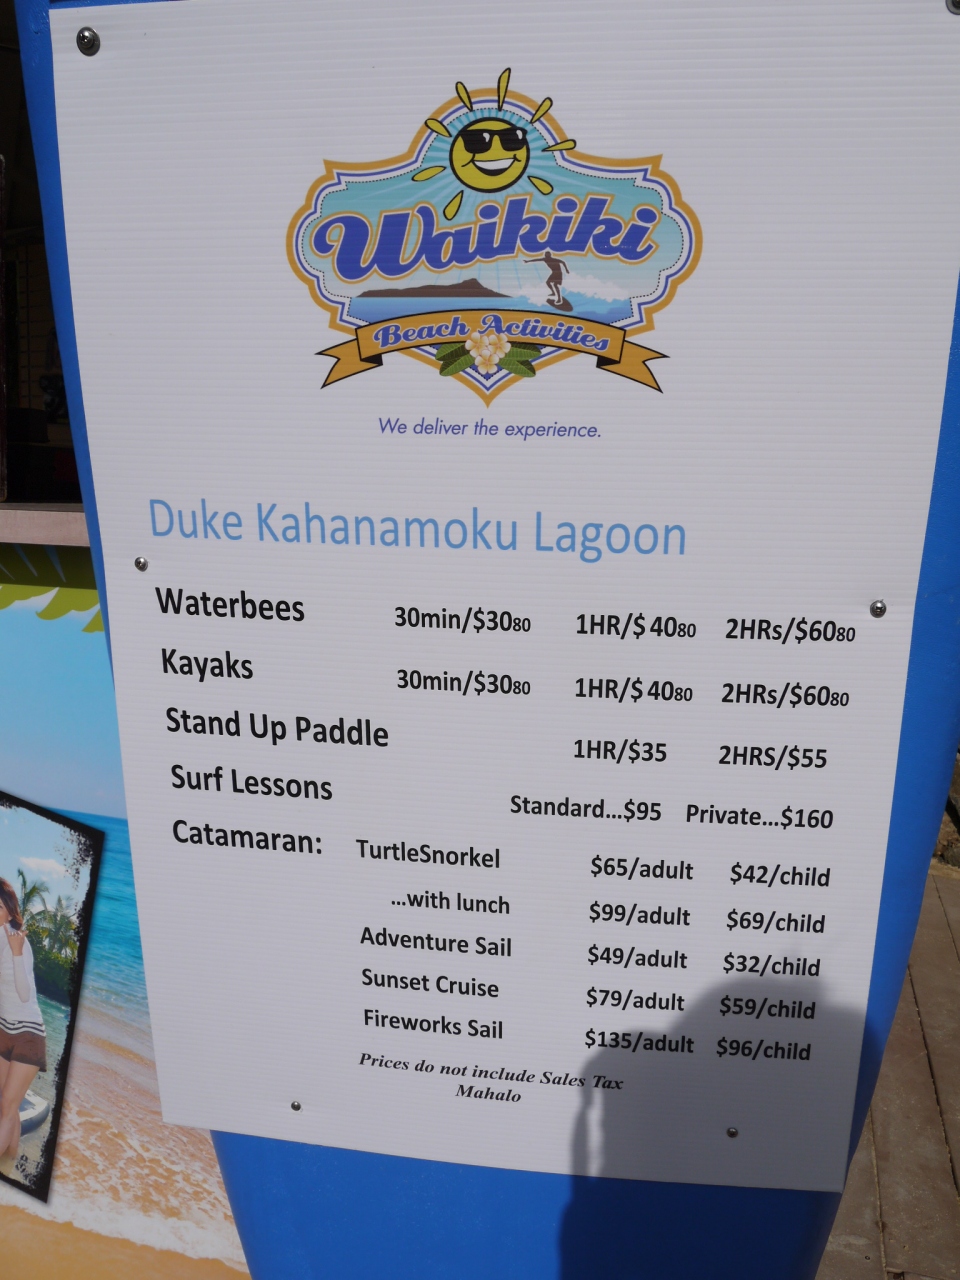 Waikiki
Beach Activities
We deliver the experience.
Duke Kahanamoku Lagoon
Waterbees 30min/$3080 1HR/$ 4080 2HRs/$6080
Kayaks 30min/$3080 1HR/$ 4080 2HRs/$6080
Stand Up Paddle 1HR/$35 2HRS/$55
Surf Lessons Standard...$95 Private...$160
Catamaran: TurtleSnorkel $65/adult $42/child
...with lunch $99/adult $69/child
Adventure Sail $49/adult $32/child
Sunset Cruise $79/adult $59/child
Fireworks Sail $135/adult $96/child
Prices do not include Sales Tax
Mahalo